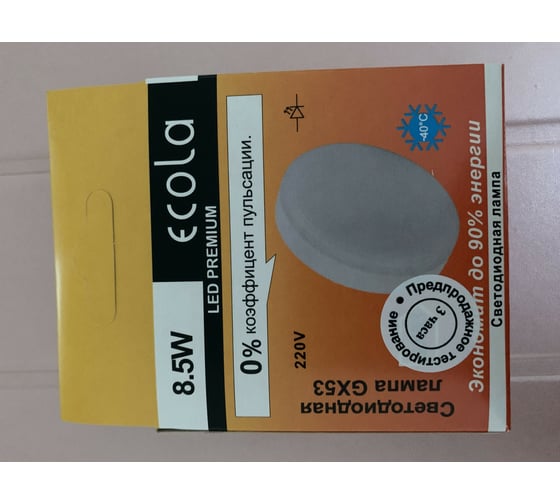 8.5W
ecola
LED PREMIUM
0% коэффицент пульсации.
220V
-40°C
Светодиодная
лампа GX53
Предпродажное тестирование
3 часа
Экономит до 90% энергии
Светодиодная лампа